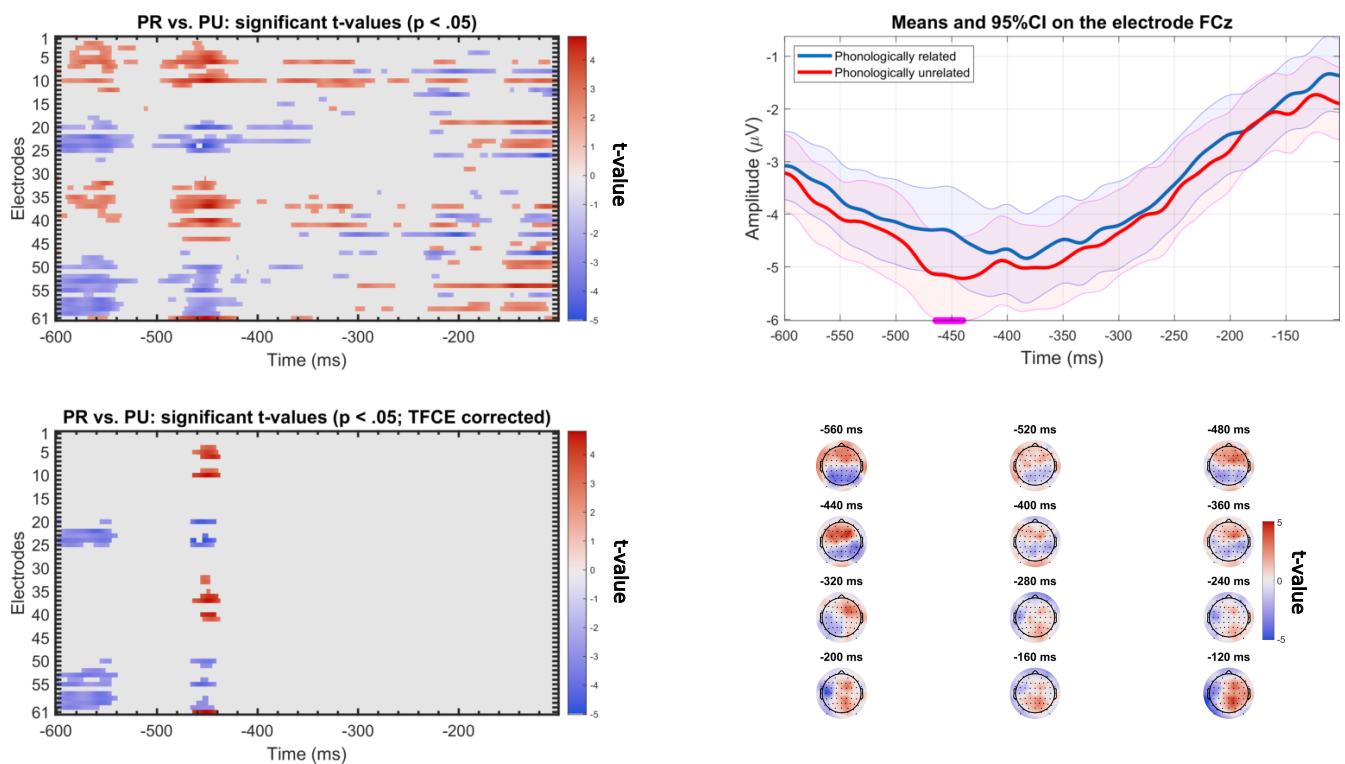 PR vs. PU: significant t-values (p < .05)
1
5
10
15
20
25
30
35
40
45
50
55
61
Electrodes
-600
-500
-400
-300
-200
Time (ms)
4
3
2
1
0
-1
-2
-3
-4
-5
t-value
Means and 95%CI on the electrode FCz
Phonologically related
Phonologically unrelated
-1
-2
-3
-4
-5
-6
Amplitude (μV)
-600
-550
-500
-450
-400
-350
-300
-250
-200
-150
Time (ms)
PR vs. PU: significant t-values (p < .05; TFCE corrected)
1
5
10
15
20
25
30
35
40
45
50
55
61
Electrodes
-600
-500
-400
-300
-200
Time (ms)
4
3
2
1
0
-1
-2
-3
-4
-5
t-value
-560 ms
-520 ms
-480 ms
-440 ms
-400 ms
-360 ms
-320 ms
-280 ms
-240 ms
-200 ms
-160 ms
-120 ms
5
0
-5
t-value